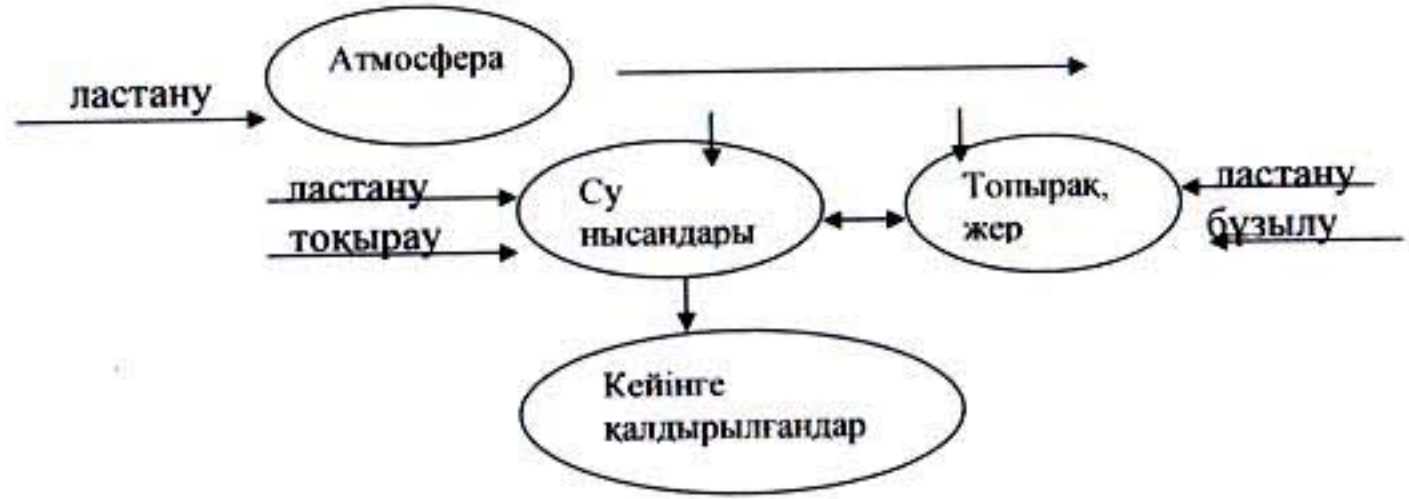 Атмосфера
ластану
ластану
тоқырау
Су
нысандары
Топырақ,
жер
ластану
бұзылу
Кейінге
қалдырылғандар